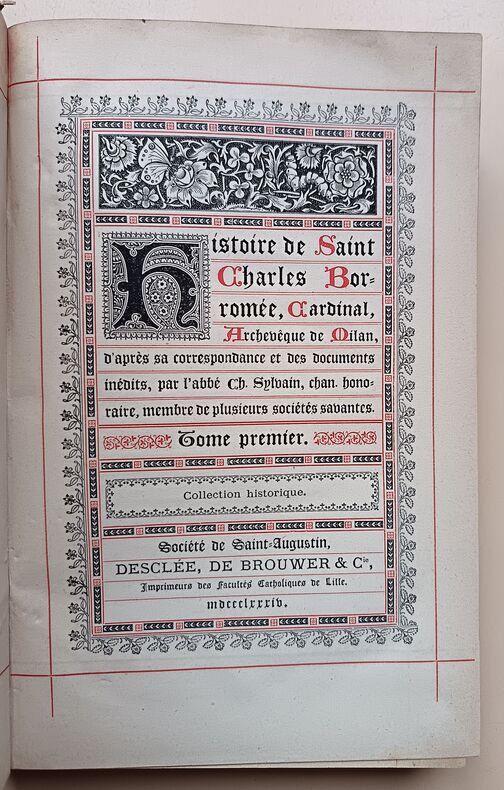 Histoire de Saint
Charles Bor-
romée, Cardinal,
Archevêque de Milan,
d'après sa correspondance et des documents
inédits, par l'abbé Ch. Sylvain, chan. hono-
raire, membre de plusieurs sociétés savantes.
Tome premier.
Collection historique.
Société de Saint-Augustin,
DESCLÉE, DE BROUWER & Cie,
Imprimeurs des Facultés Catholiques de Lille.
mdccclxxxiv.